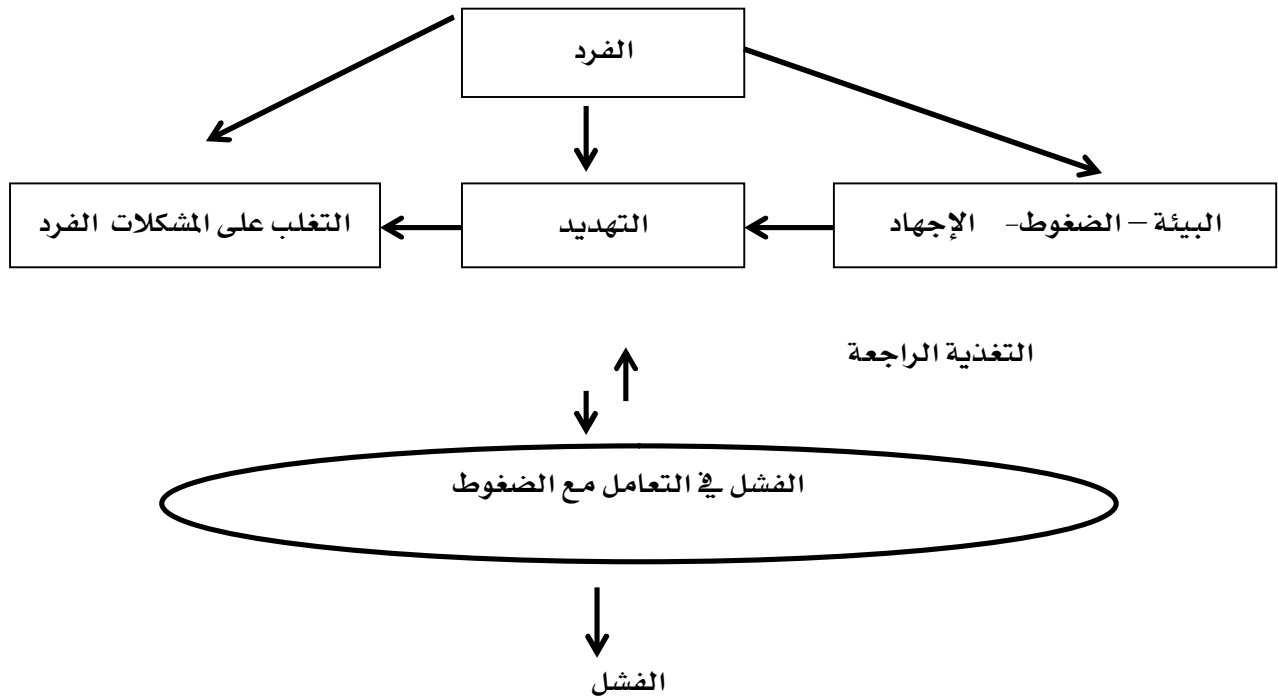 الفرد
البيئة – الضغوط- الإجهاد
التهديد
التغلب على المشكلات الفرد
التغذية الراجعة
الفشل في التعامل مع الضغوط
الفشل